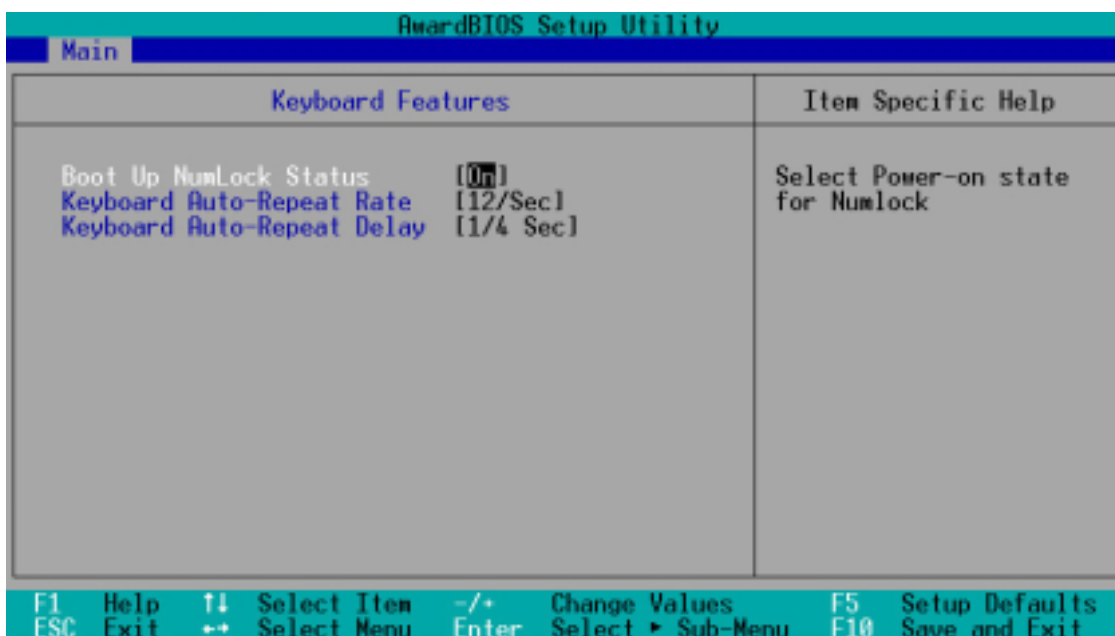 AwardBIOS Setup Utility
Main
Keyboard Features
Item Specific Help
Boot Up NumLock Status [On]
Keyboard Auto-Repeat Rate [12/Sec]
Keyboard Auto-Repeat Delay [1/4 Sec]
Select Power-on state
for Numlock
F1 Help ↑↓ Select Item -/+ Change Values F5 Setup Defaults
ESC Exit ←→ Select Menu Enter Select ► Sub-Menu F10 Save and Exit